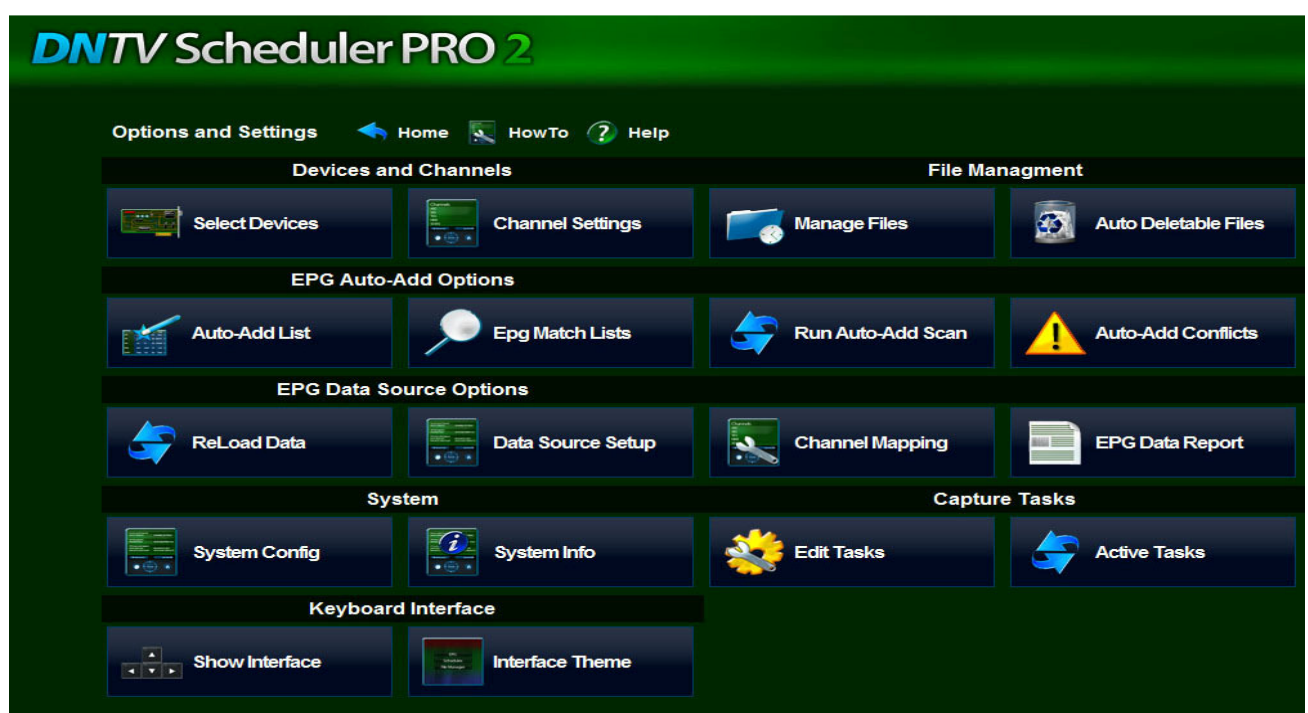 DNTV Scheduler PRO 2
Options and Settings Home HowTo Help
Devices and Channels File Managment
Select Devices Channel Settings Manage Files Auto Deletable Files
EPG Auto-Add Options
Auto-Add List Epg Match Lists Run Auto-Add Scan Auto-Add Conflicts
EPG Data Source Options
ReLoad Data Data Source Setup Channel Mapping EPG Data Report
System Capture Tasks
System Config System Info Edit Tasks Active Tasks
Keyboard Interface
Show Interface Interface Theme